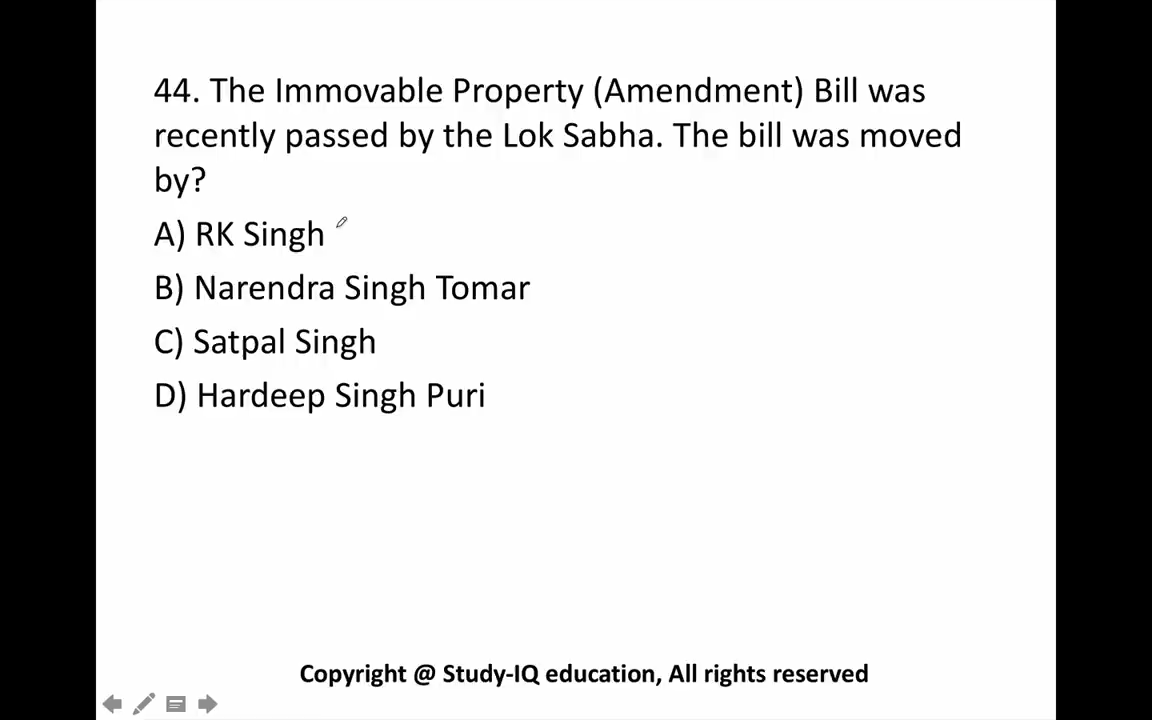 44. The Immovable Property (Amendment) Bill was
recently passed by the Lok Sabha. The bill was moved
by?
A) RK Singh
B) Narendra Singh Tomar
C) Satpal Singh
D) Hardeep Singh Puri
Copyright @ Study-IQ education, All rights reserved